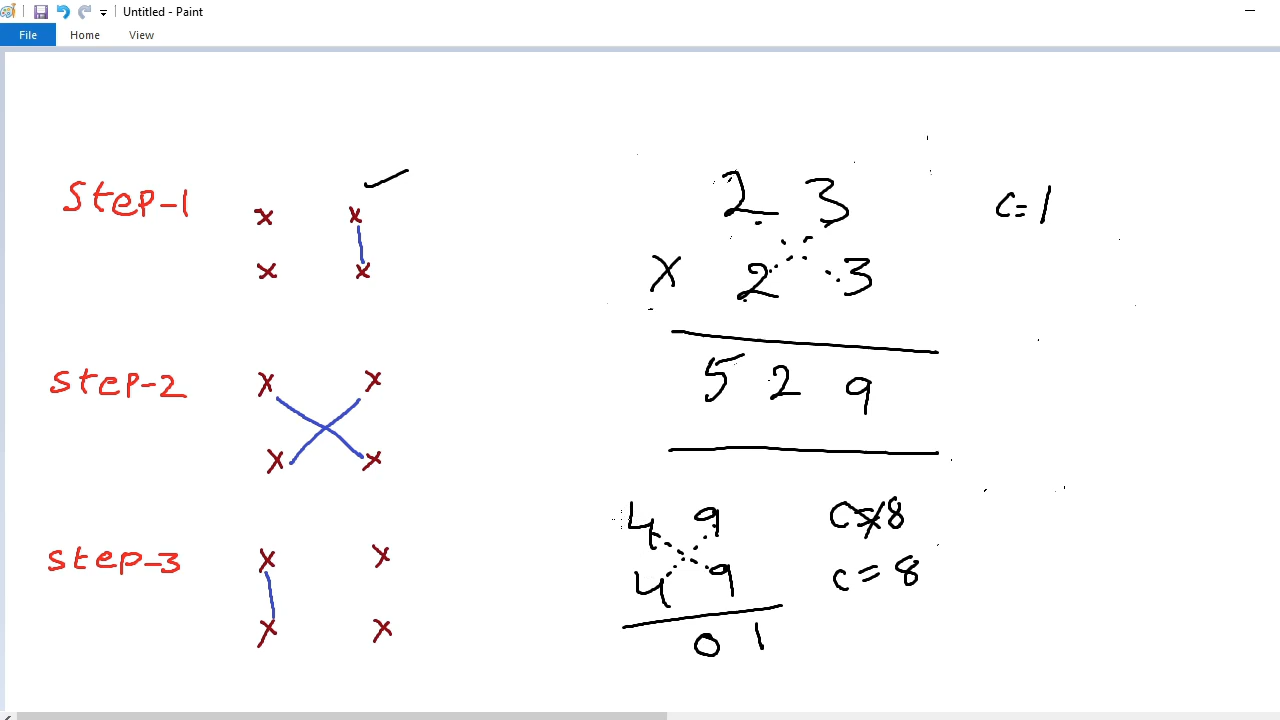 Untitled - Paint
File Home View
Step-1
x x
x x
Step-2
x x
x x
Step-3
x x
x x
2 3 c=1
x 2 3
5 2 9
4 9 c=8
4 9 c=8
0 1